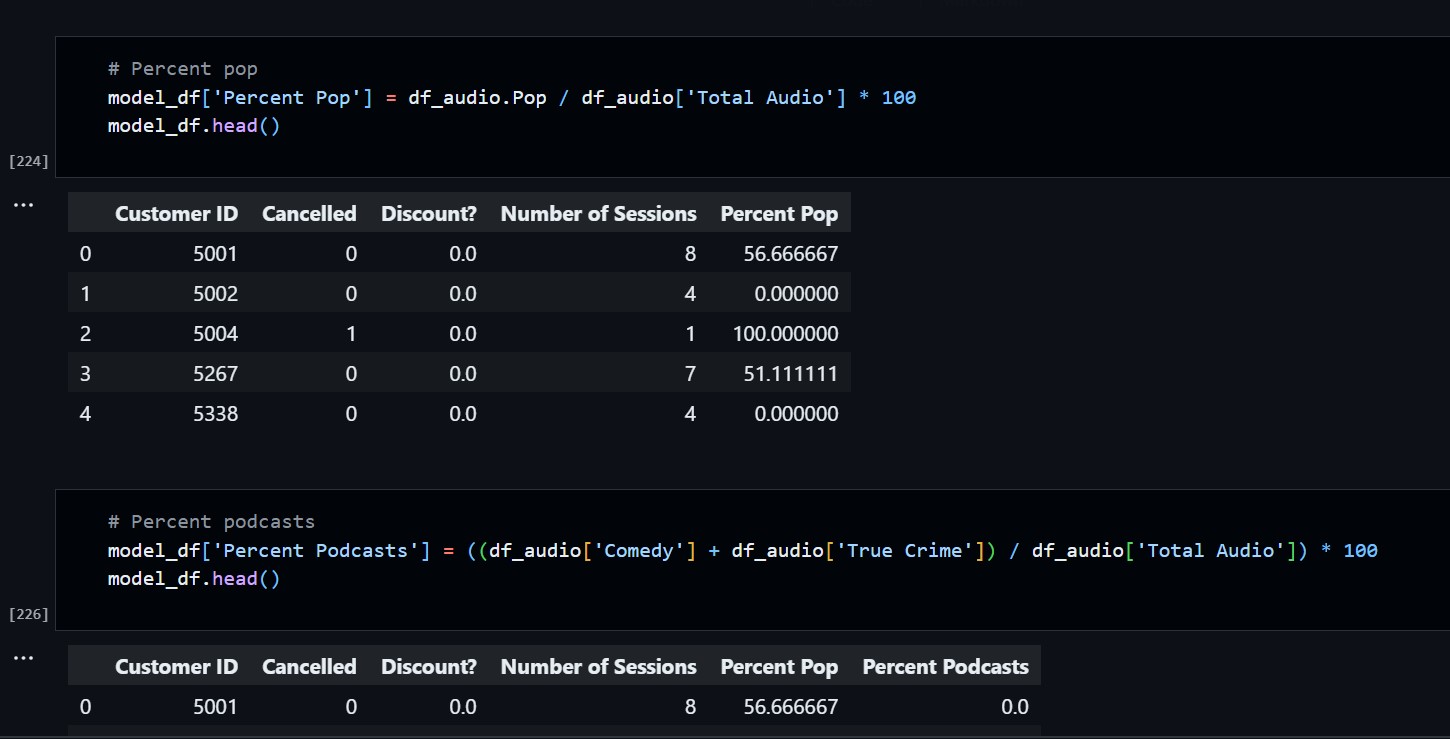 # Percent pop
model_df['Percent Pop'] = df_audio.Pop / df_audio['Total Audio'] * 100
model_df.head()
[224]
...
Customer ID Cancelled Discount? Number of Sessions Percent Pop
0 5001 0 0.0 8 56.666667
1 5002 0 0.0 4 0.000000
2 5004 1 0.0 1 100.000000
3 5267 0 0.0 7 51.111111
4 5338 0 0.0 4 0.000000
# Percent podcasts
model_df['Percent Podcasts'] = ((df_audio['Comedy'] + df_audio['True Crime']) / df_audio['Total Audio']) * 100
model_df.head()
[226]
...
Customer ID Cancelled Discount? Number of Sessions Percent Pop Percent Podcasts
0 5001 0 0.0 8 56.666667 0.0